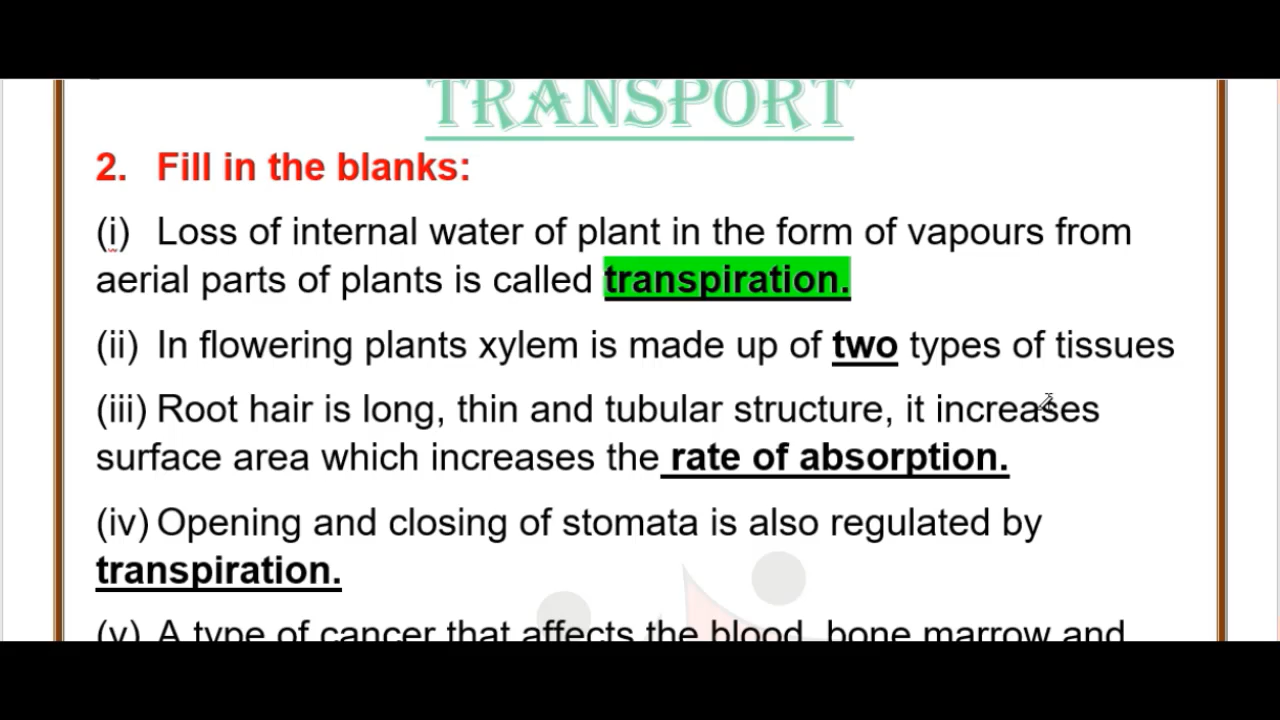 TRANSPORT
2. Fill in the blanks:
(i) Loss of internal water of plant in the form of vapours from
aerial parts of plants is called transpiration.
(ii) In flowering plants xylem is made up of two types of tissues
(iii) Root hair is long, thin and tubular structure, it increases
surface area which increases the rate of absorption.
(iv) Opening and closing of stomata is also regulated by
transpiration.
(v) A type of cancer that affects the blood, bone marrow and